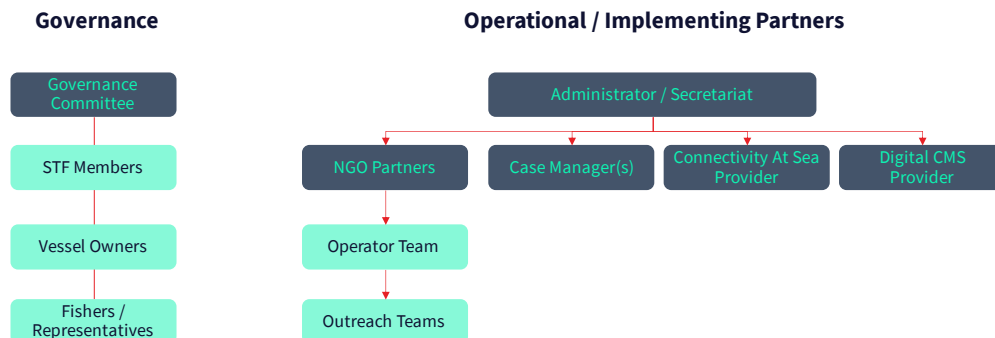 Governance
Operational / Implementing Partners
Governance
Committee
Administrator / Secretariat
STF Members
NGO Partners
Case Manager(s)
Connectivity At Sea
Provider
Digital CMS
Provider
Vessel Owners
Operator Team
Fishers /
Representatives
Outreach Teams